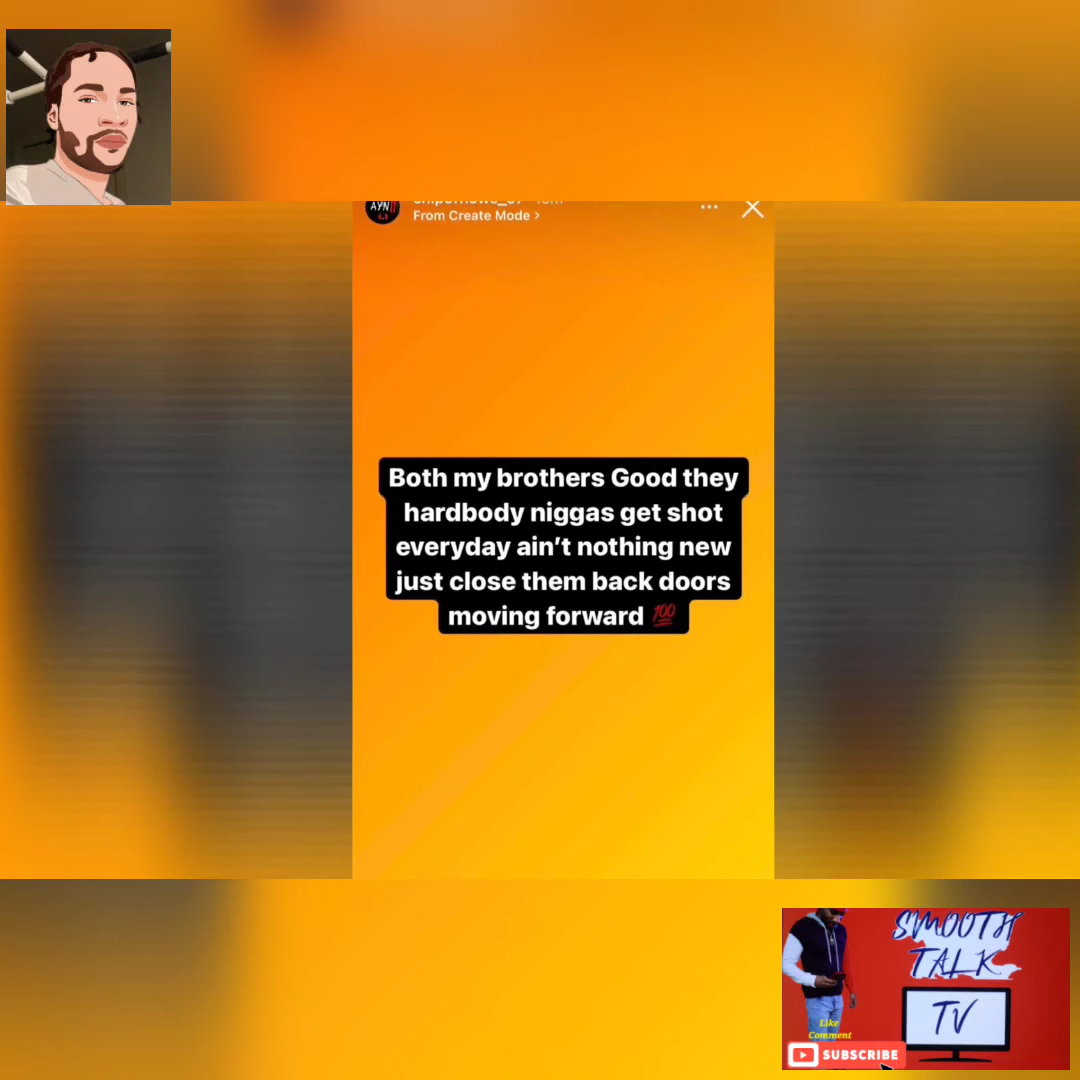 AYN
From Create Mode >
Both my brothers Good they
hardbody niggas get shot
everyday ain't nothing new
just close them back doors
moving forward 💯
SMOOTH
TALK
TV
Like
Comment
SUBSCRIBE